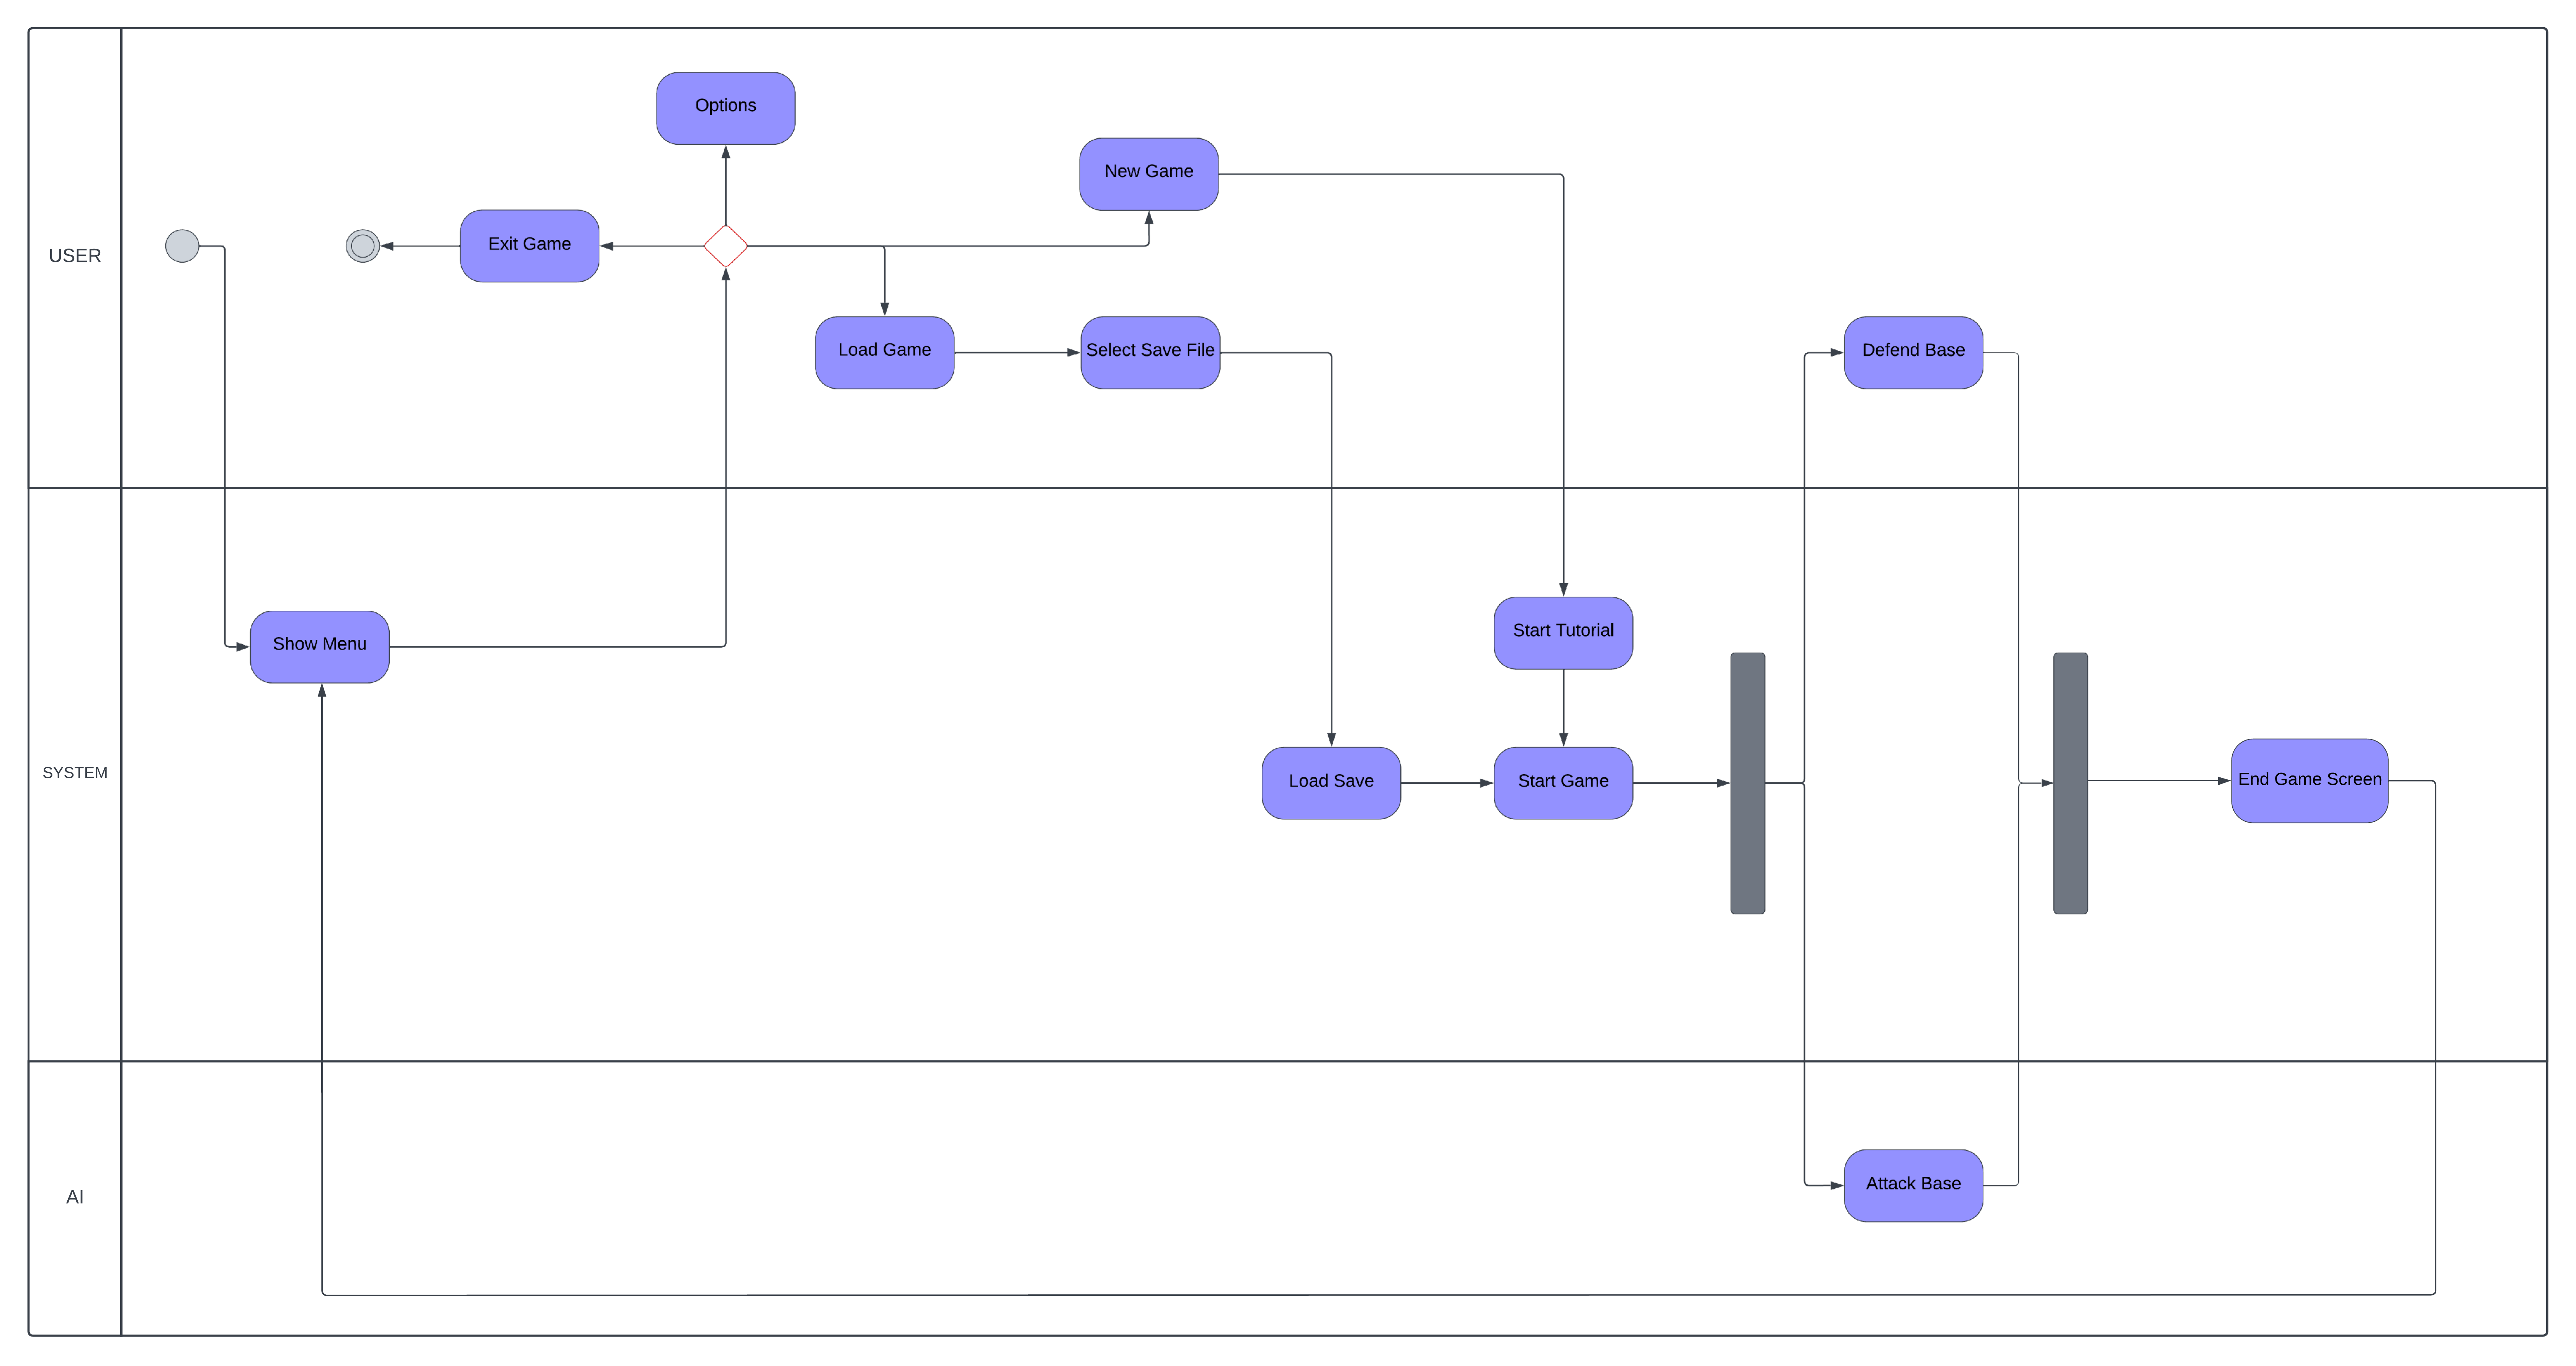 USER
Options
New Game
Exit Game
Load Game
Select Save File
Defend Base
SYSTEM
Show Menu
Start Tutorial
Load Save
Start Game
End Game Screen
AI
Attack Base